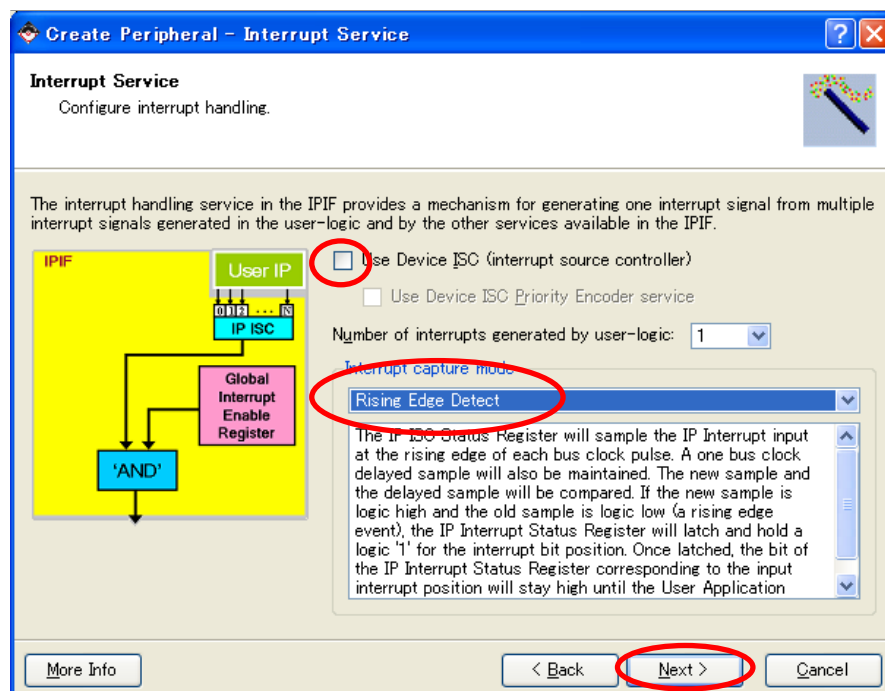 Create Peripheral - Interrupt Service
Interrupt Service
Configure interrupt handling.
The interrupt handling service in the IPIF provides a mechanism for generating one interrupt signal from multiple
interrupt signals generated in the user-logic and by the other services available in the IPIF.
IPIF
User IP
0 1 2 ... N
IP ISC
Global
Interrupt
Enable
Register
'AND'
Use Device ISC (interrupt source controller)
Use Device ISC Priority Encoder service
Number of interrupts generated by user-logic: 1
Interrupt capture mode
Rising Edge Detect
The IP ISC Status Register will sample the IP Interrupt input
at the rising edge of each bus clock pulse. A one bus clock
delayed sample will also be maintained. The new sample and
the delayed sample will be compared. If the new sample is
logic high and the old sample is logic low (a rising edge
event), the IP Interrupt Status Register will latch and hold a
logic '1' for the interrupt bit position. Once latched, the bit of
the IP Interrupt Status Register corresponding to the input
interrupt position will stay high until the User Application
More Info
< Back
Next >
Cancel